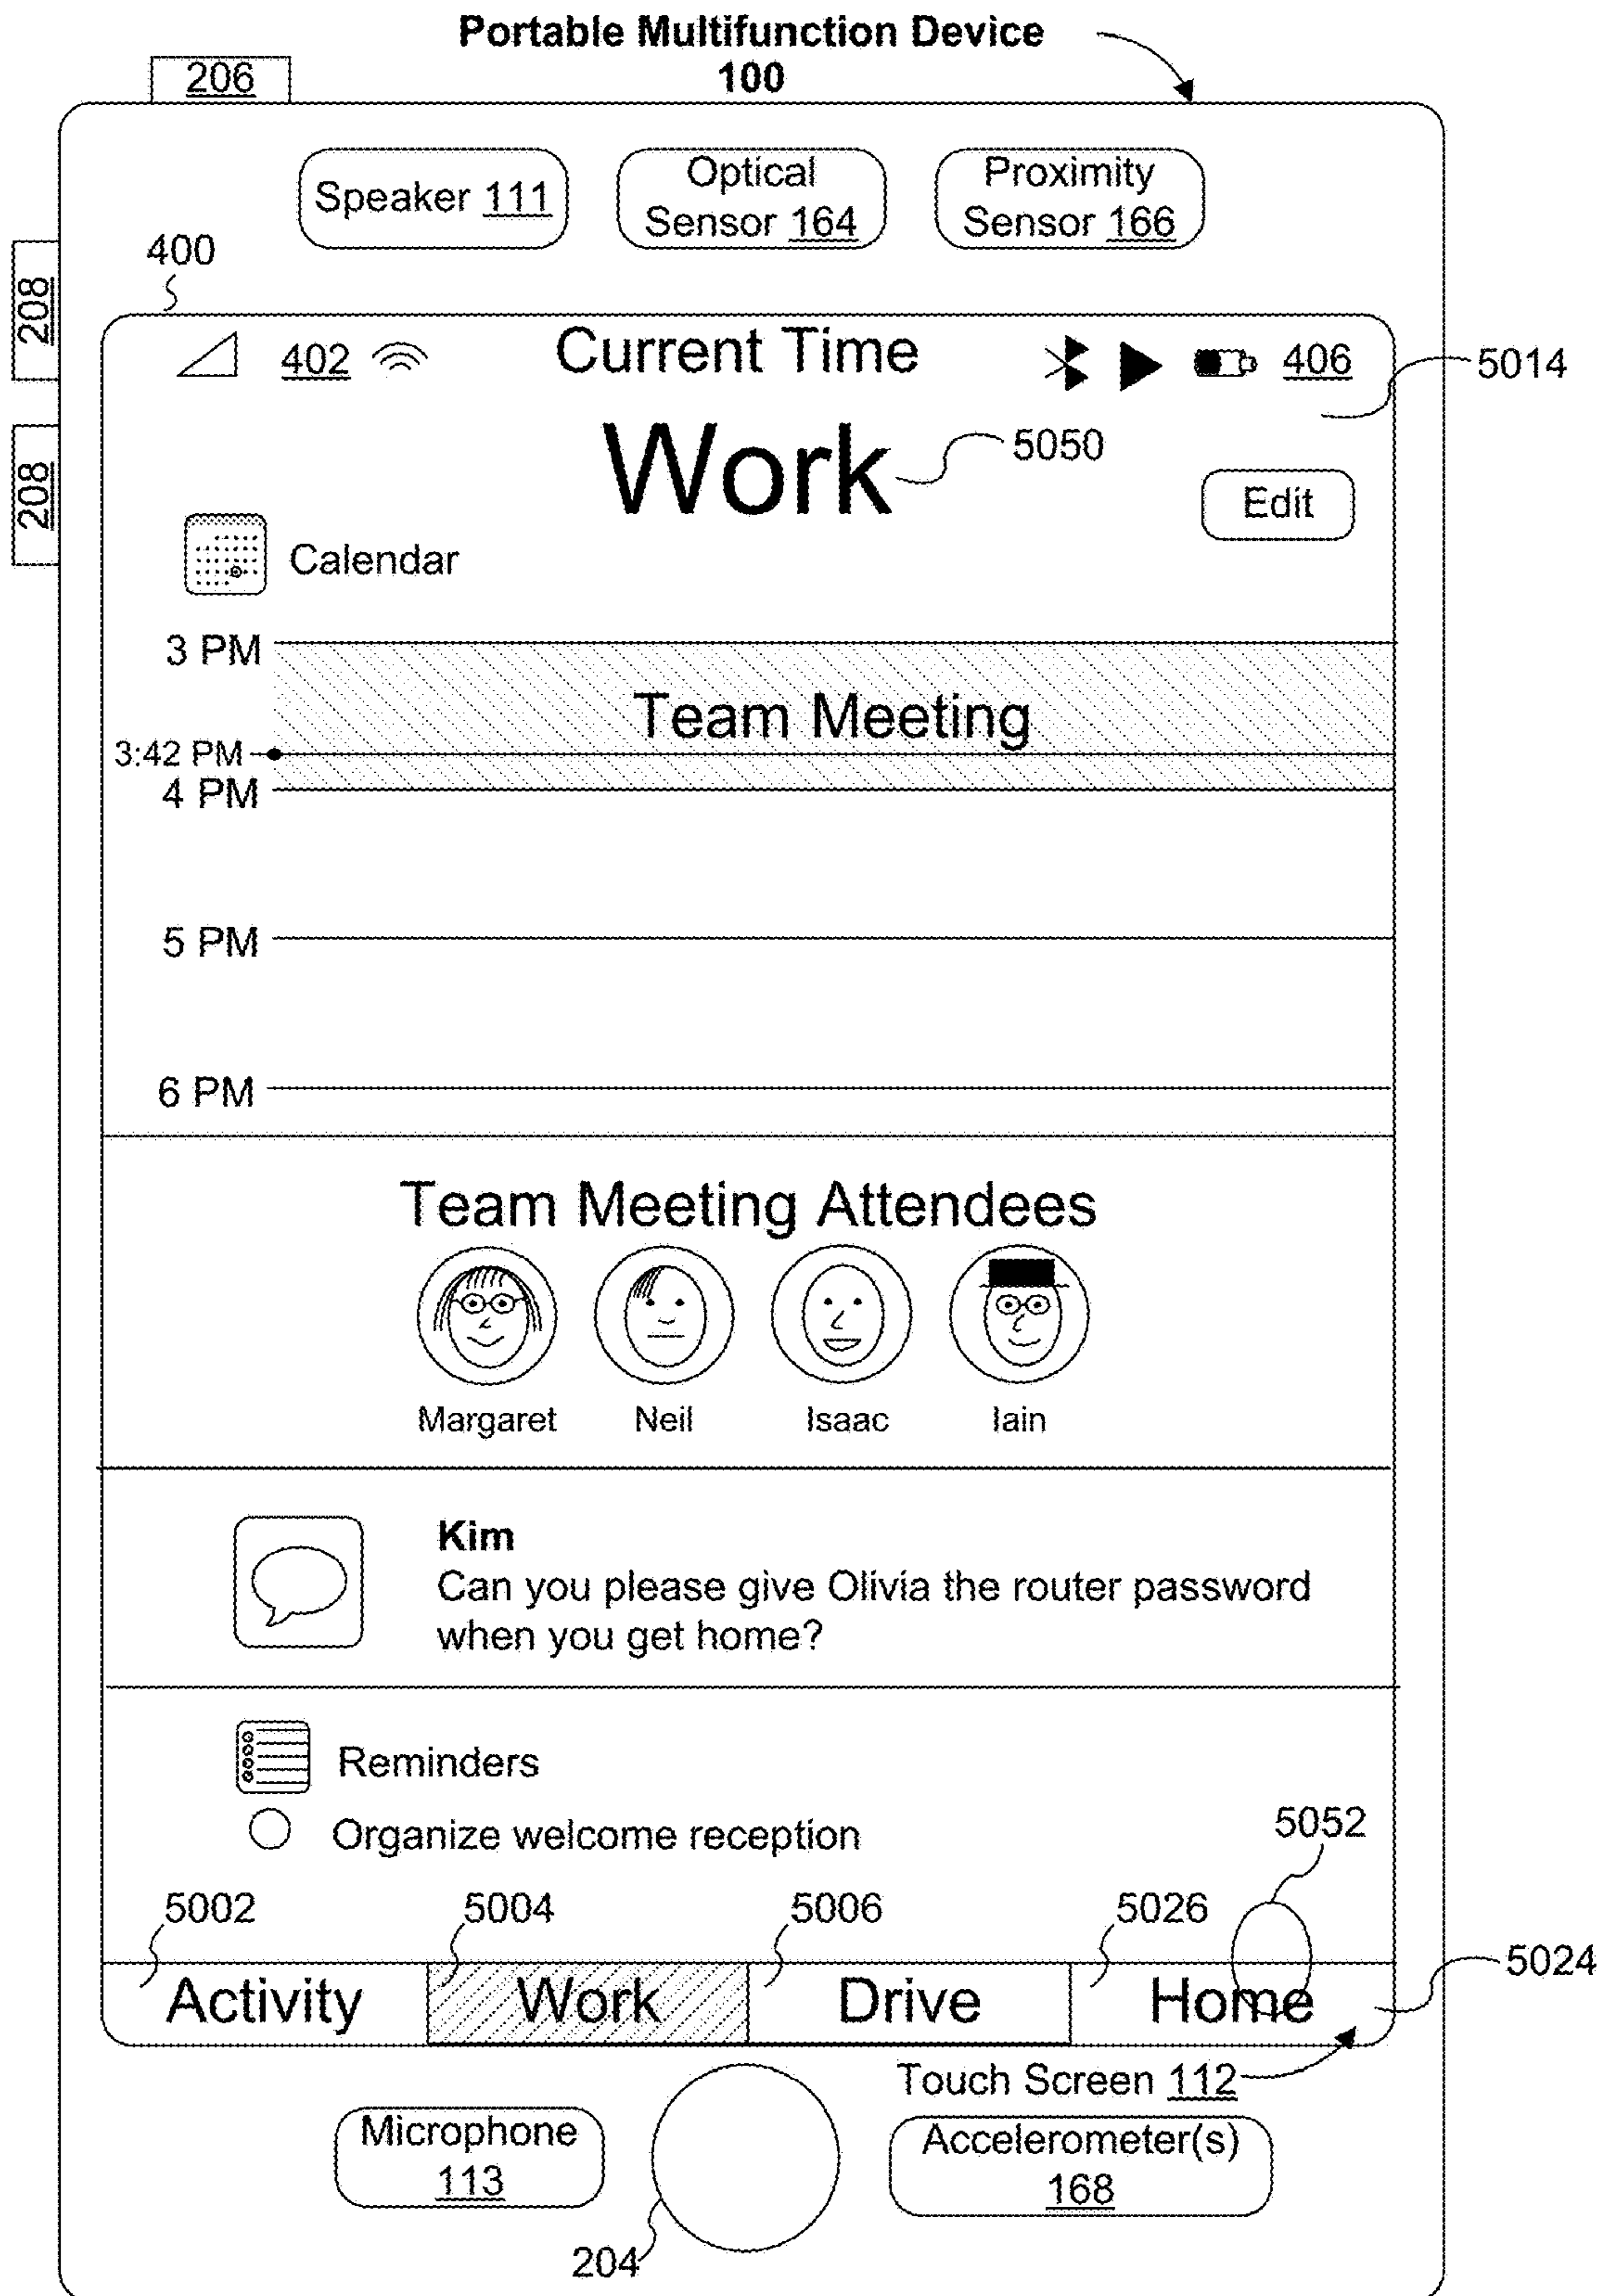 Portable Multifunction Device
100
206
Speaker 111
Optical
Sensor 164
Proximity
Sensor 166
400
208
208
402
Current Time
406
5014
Work
5050
Edit
Calendar
3 PM
Team Meeting
3:42 PM
4 PM
5 PM
6 PM
Team Meeting Attendees
Margaret
Neil
Isaac
Iain
Kim
Can you please give Olivia the router password
when you get home?
Reminders
Organize welcome reception
5052
5002
5004
5006
5026
5024
Activity
Work
Drive
Home
Touch Screen 112
Microphone
113
Accelerometer(s)
168
204